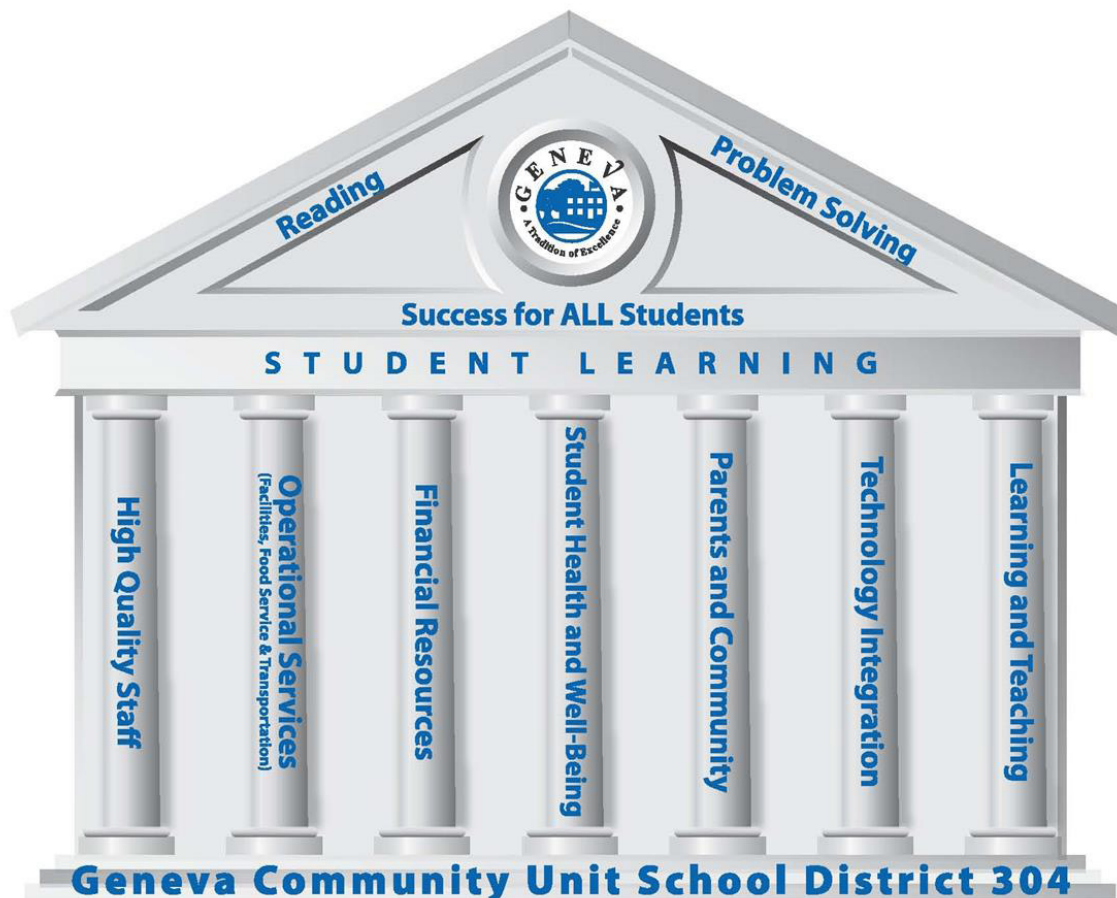 Reading
Problem Solving
GENEVA
A Tradition of Excellence
Success for ALL Students
STUDENT LEARNING
High Quality Staff
Operational Services
(Facilities, Food Service & Transportation)
Financial Resources
Student Health and Well-Being
Parents and Community
Technology Integration
Learning and Teaching
Geneva Community Unit School District 304